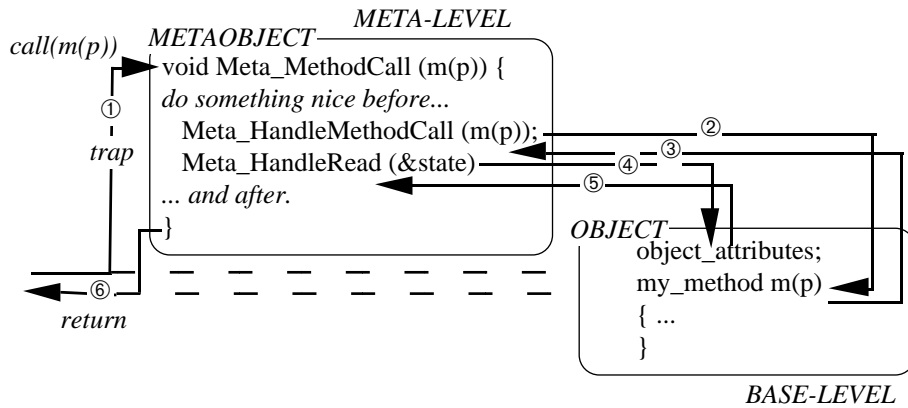 META-LEVEL
METAOBJECT
call(m(p))
void Meta_MethodCall (m(p)) {
①
do something nice before...
②
Meta_HandleMethodCall (m(p));
③
trap
Meta_HandleRead (&state)
④
⑤
... and after.
}
OBJECT
object_attributes;
⑥
my_method m(p)
return
{ ...
}
BASE-LEVEL